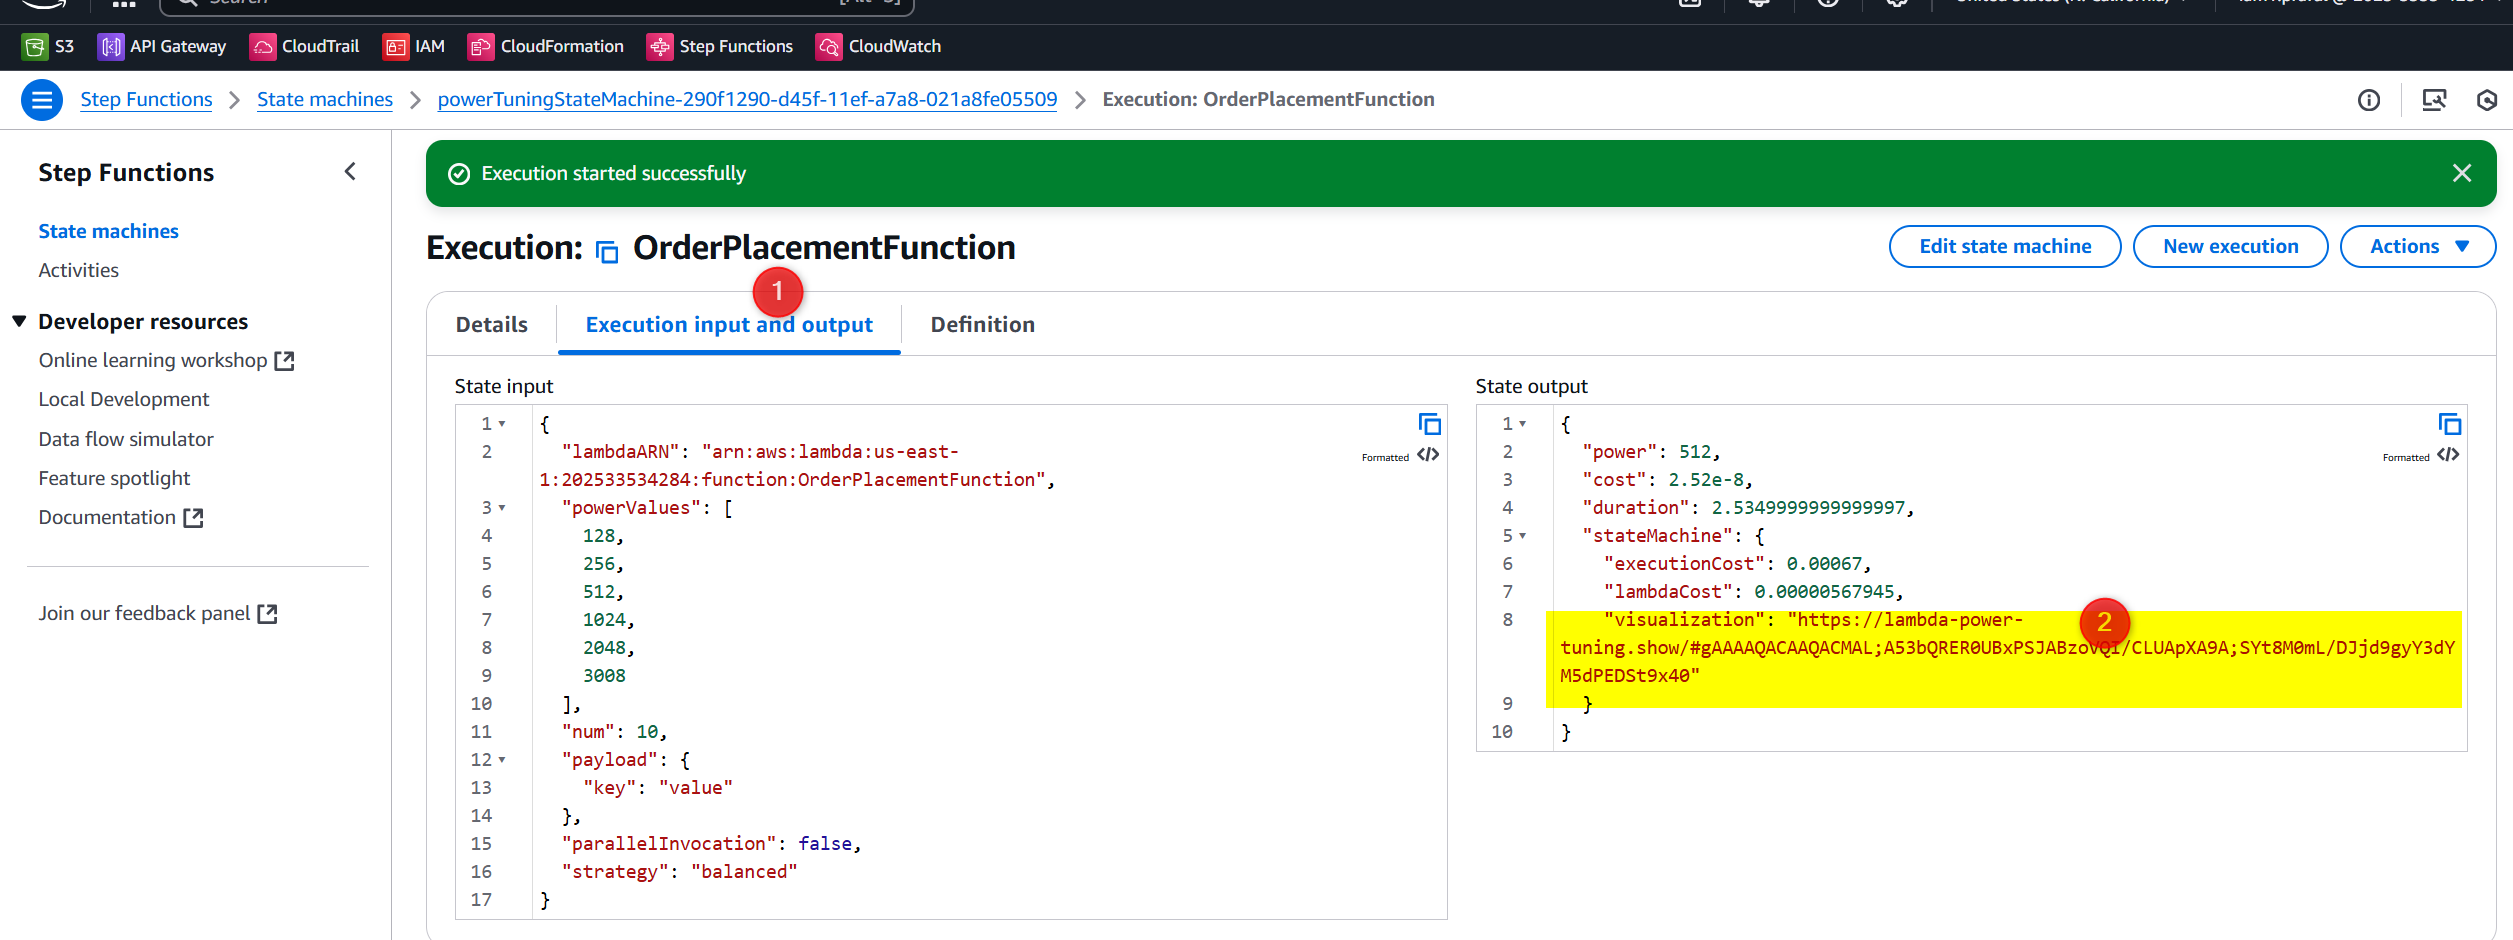 S3 API Gateway CloudTrail IAM CloudFormation Step Functions CloudWatch
Step Functions > State machines > powerTuningStateMachine-290f1290-d45f-11ef-a7a8-021a8fe05509 > Execution: OrderPlacementFunction
Step Functions
State machines
Activities
Developer resources
Online learning workshop
Local Development
Data flow simulator
Feature spotlight
Documentation
Join our feedback panel
Execution started successfully
Execution: OrderPlacementFunction
Edit state machine
New execution
Actions
1
Details
Execution input and output
Definition
State input
1 {
2 "lambdaARN": "arn:aws:lambda:us-east-
1:202533534284:function:OrderPlacementFunction",
3 "powerValues": [
4 128,
5 256,
6 512,
7 1024,
8 2048,
9 3008
10 ],
11 "num": 10,
12 "payload": {
13 "key": "value"
14 },
15 "parallelInvocation": false,
16 "strategy": "balanced"
17 }
Formatted
State output
1 {
2 "power": 512,
3 "cost": 2.52e-8,
4 "duration": 2.5349999999999997,
5 "stateMachine": {
6 "executionCost": 0.00067,
7 "lambdaCost": 0.00000567945,
8 "visualization": "https://lambda-power-
tuning.show/#gAAAAQACAAQACMAL;A53bQRER0UBxPSJABzoVQI/CLUApXA9A;SYt8M0mL/DJjd9gyY3dY
M5dPEDSt9x40"
9 }
10 }
Formatted
2